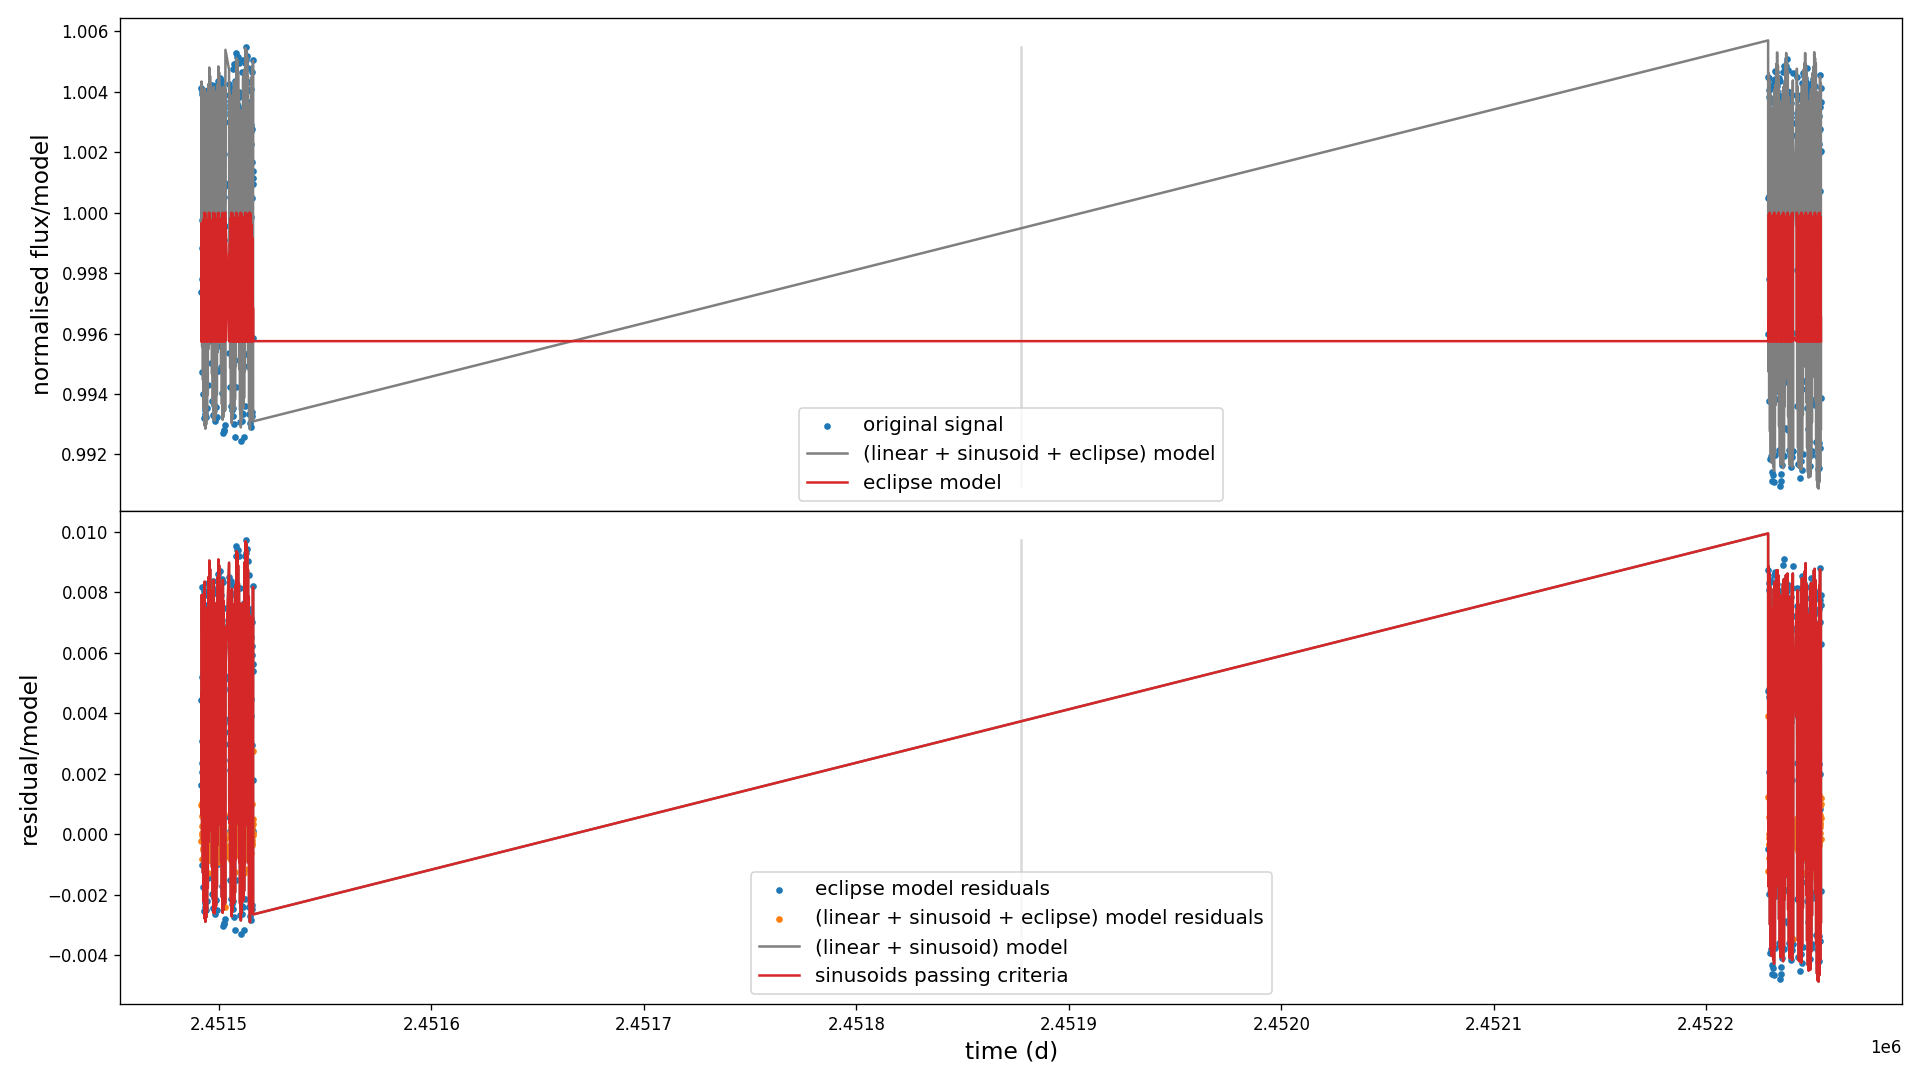 1.006
1.004
1.002
1.000
0.998
0.996
0.994
0.992
normalised flux/model
original signal
(linear + sinusoid + eclipse) model
eclipse model
0.010
0.008
0.006
0.004
0.002
0.000
−0.002
−0.004
residual/model
eclipse model residuals
(linear + sinusoid + eclipse) model residuals
(linear + sinusoid) model
sinusoids passing criteria
2.4515 2.4516 2.4517 2.4518 2.4519 2.4520 2.4521 2.4522
time (d)
1e6